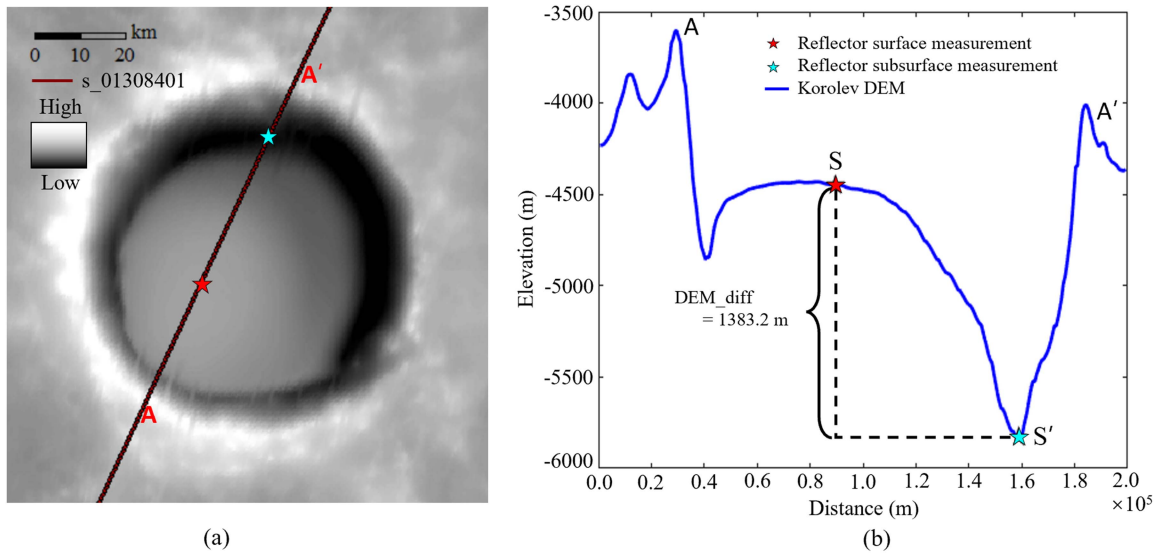 km
0 10 20
s_01308401
High
Low
A′
A
(a)
-3500
-4000
-4500
-5000
-5500
-6000
Elevation (m)
A
Reflector surface measurement
Reflector subsurface measurement
Korolev DEM
A′
S
DEM_diff
= 1383.2 m
S′
0.0 0.2 0.4 0.6 0.8 1.0 1.2 1.4 1.6 1.8 2.0
Distance (m)
×10⁵
(b)